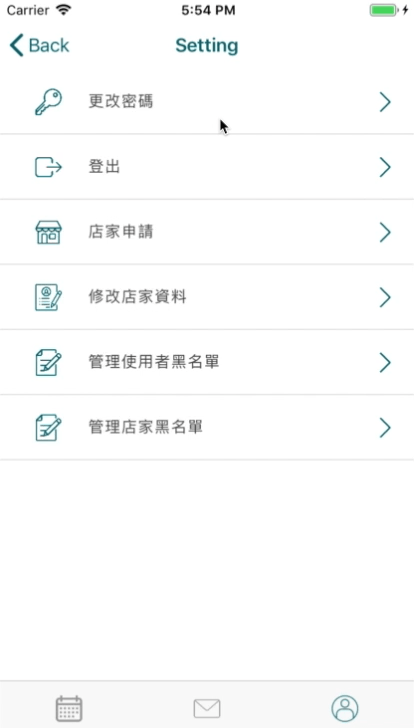 Carrier 5:54 PM
Back Setting
更改密碼
登出
店家申請
修改店家資料
管理使用者黑名單
管理店家黑名單